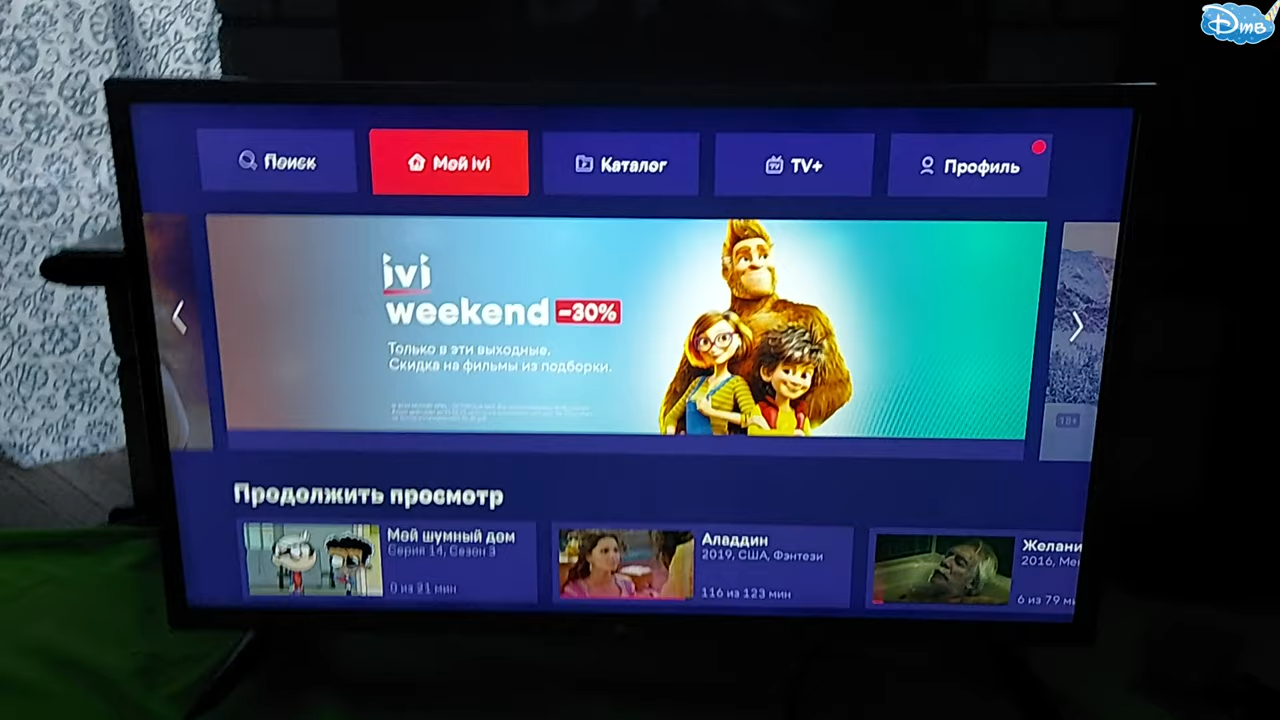 Dmв
Поиск
Мой ivi
Каталог
TV+
Профиль
ivi
weekend -30%
Только в эти выходные.
Скидка на фильмы из подборки.
18+
Продолжить просмотр
Мой шумный дом
Серия 14, Сезон 3
0 из 21 мин
Аладдин
2019, США, Фэнтези
116 из 123 мин
Желани
2016, Ме
6 из 79 м